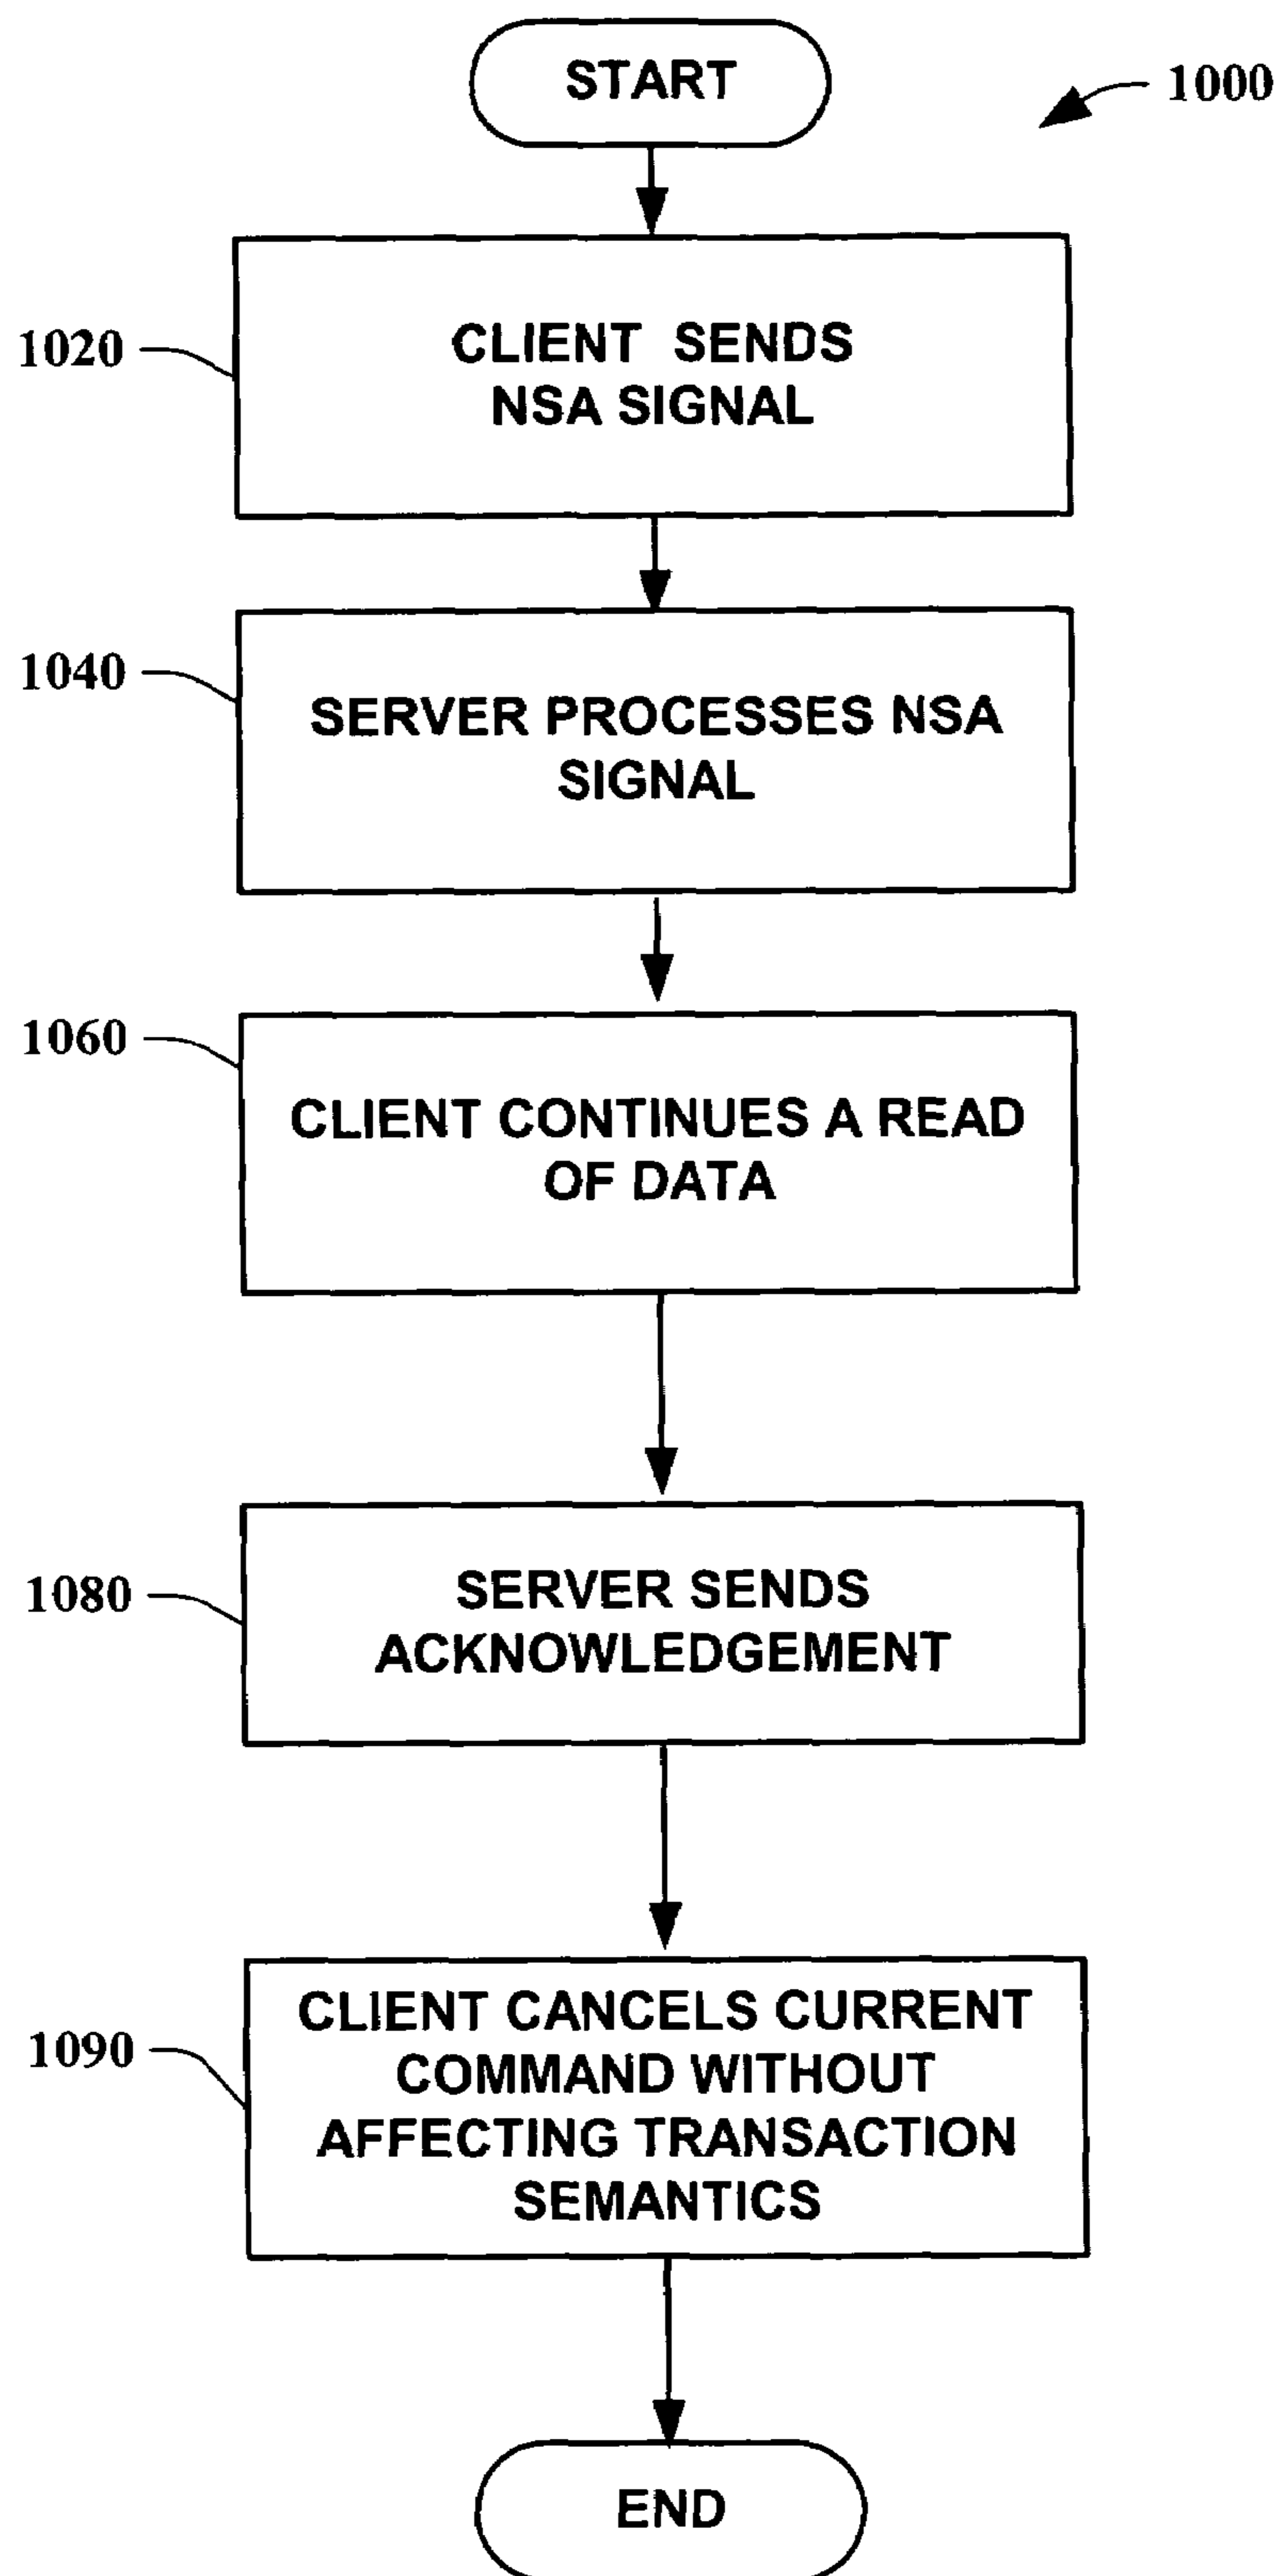 START
1000
1020
CLIENT SENDS
NSA SIGNAL
1040
SERVER PROCESSES NSA
SIGNAL
1060
CLIENT CONTINUES A READ
OF DATA
1080
SERVER SENDS
ACKNOWLEDGEMENT
1090
CLIENT CANCELS CURRENT
COMMAND WITHOUT
AFFECTING TRANSACTION
SEMANTICS
END